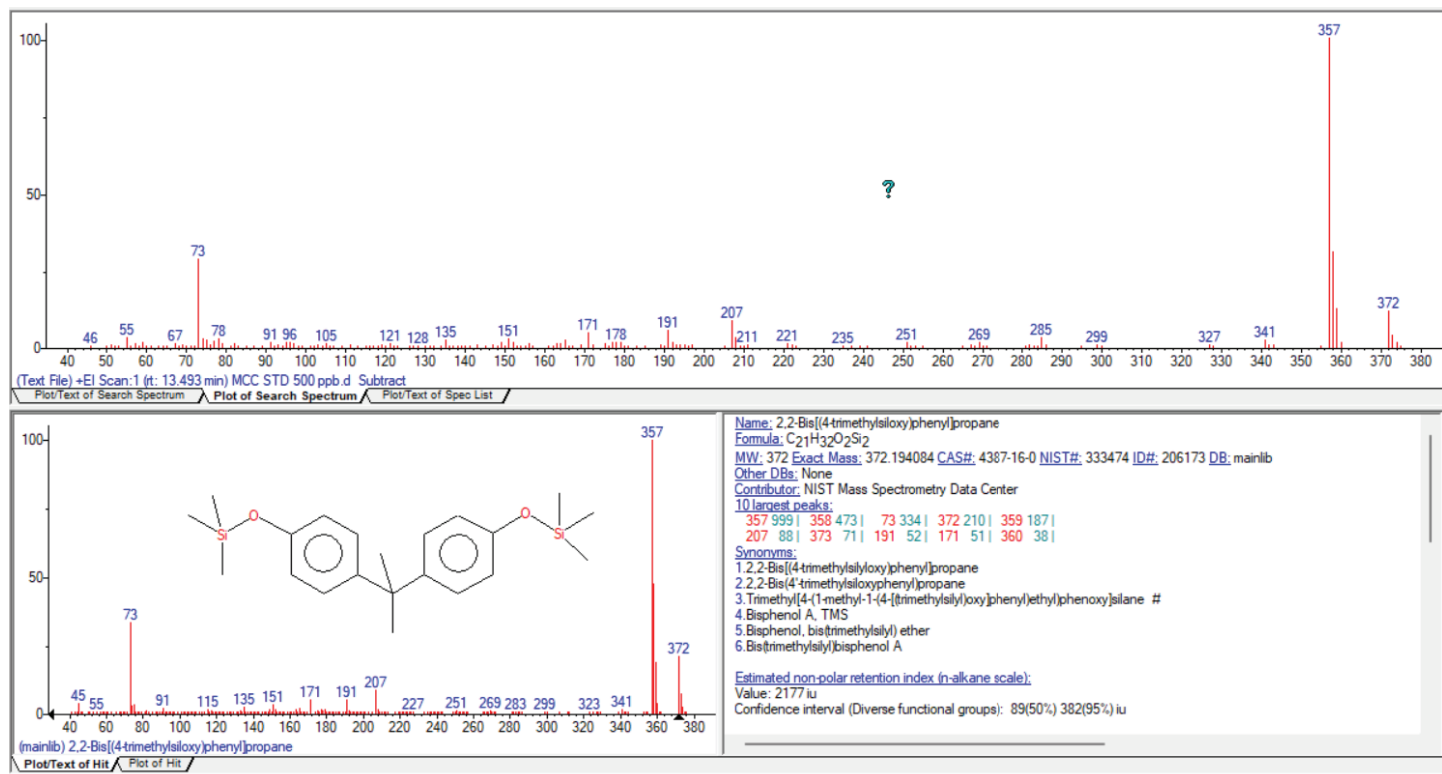 100
50
0
46 55 67 73 78 91 96 105 121 128 135 151 171 178 191 207 211 221 235 251 269 285 299 327 341 357 372
?
40 50 60 70 80 90 100 110 120 130 140 150 160 170 180 190 200 210 220 230 240 250 260 270 280 290 300 310 320 330 340 350 360 370 380
(Text File) +EI Scan:1 (rt: 13.493 min) MCC STD 500 ppb.d Subtract
Plot/Text of Search Spectrum Plot of Search Spectrum Plot/Text of Spec List
100
50
0
45 55 73 91 115 135 151 171 191 207 227 251 269 283 299 323 341 357 372
Si O O Si
40 60 80 100 120 140 160 180 200 220 240 260 280 300 320 340 360 380
(mainlib) 2,2-Bis[(4-trimethylsiloxy)phenyl]propane
Plot/Text of Hit Plot of Hit
Name: 2,2-Bis[(4-trimethylsiloxy)phenyl]propane
Formula: C21H32O2Si2
MW: 372 Exact Mass: 372.194084 CAS#: 4387-16-0 NIST#: 333474 ID#: 206173 DB: mainlib
Other DBs: None
Contributor: NIST Mass Spectrometry Data Center
10 largest peaks:
357 999 | 358 473 | 73 334 | 372 210 | 359 187 |
207 88 | 373 71 | 191 52 | 171 51 | 360 38 |
Synonyms:
1.2,2-Bis[(4-trimethylsilyloxy)phenyl]propane
2.2,2-Bis(4'-trimethylsiloxyphenyl)propane
3.Trimethyl[4-(1-methyl-1-(4-[(trimethylsilyl)oxy]phenyl)ethyl)phenoxy]silane #
4.Bisphenol A, TMS
5.Bisphenol, bis(trimethylsilyl) ether
6.Bis(trimethylsilyl)bisphenol A
Estimated non-polar retention index (n-alkane scale):
Value: 2177 iu
Confidence interval (Diverse functional groups): 89(50%) 382(95%) iu